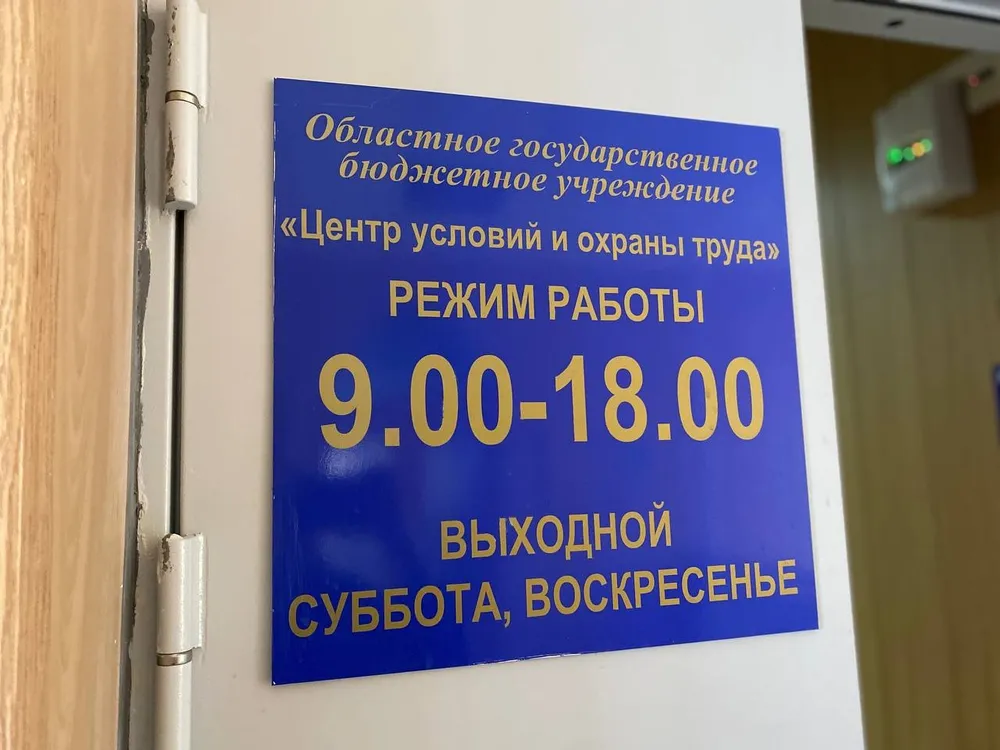 Областное государственное
бюджетное учреждение
«Центр условий и охраны труда»
РЕЖИМ РАБОТЫ
9.00-18.00
ВЫХОДНОЙ
СУББОТА, ВОСКРЕСЕНЬЕ